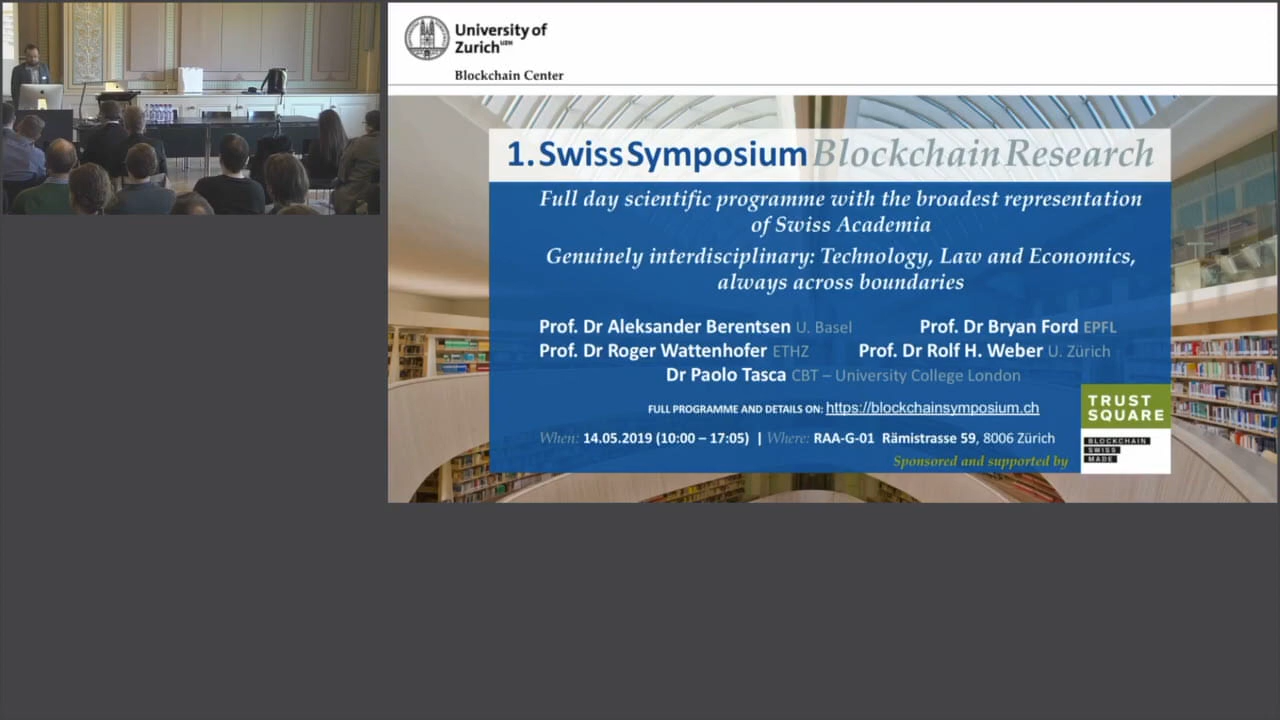 University of
Zurich UZH
Blockchain Center
1. Swiss Symposium Blockchain Research
Full day scientific programme with the broadest representation
of Swiss Academia
Genuinely interdisciplinary: Technology, Law and Economics,
always across boundaries
Prof. Dr Aleksander Berentsen U. Basel Prof. Dr Bryan Ford EPFL
Prof. Dr Roger Wattenhofer ETHZ Prof. Dr Rolf H. Weber U. Zürich
Dr Paolo Tasca CBT – University College London
FULL PROGRAMME AND DETAILS ON: https://blockchainsymposium.ch
When: 14.05.2019 (10:00 – 17:05) | Where: RAA-G-01 Rämistrasse 59, 8006 Zürich
Sponsored and supported by
TRUST
SQUARE
BLOCKCHAIN
SWISS
MADE